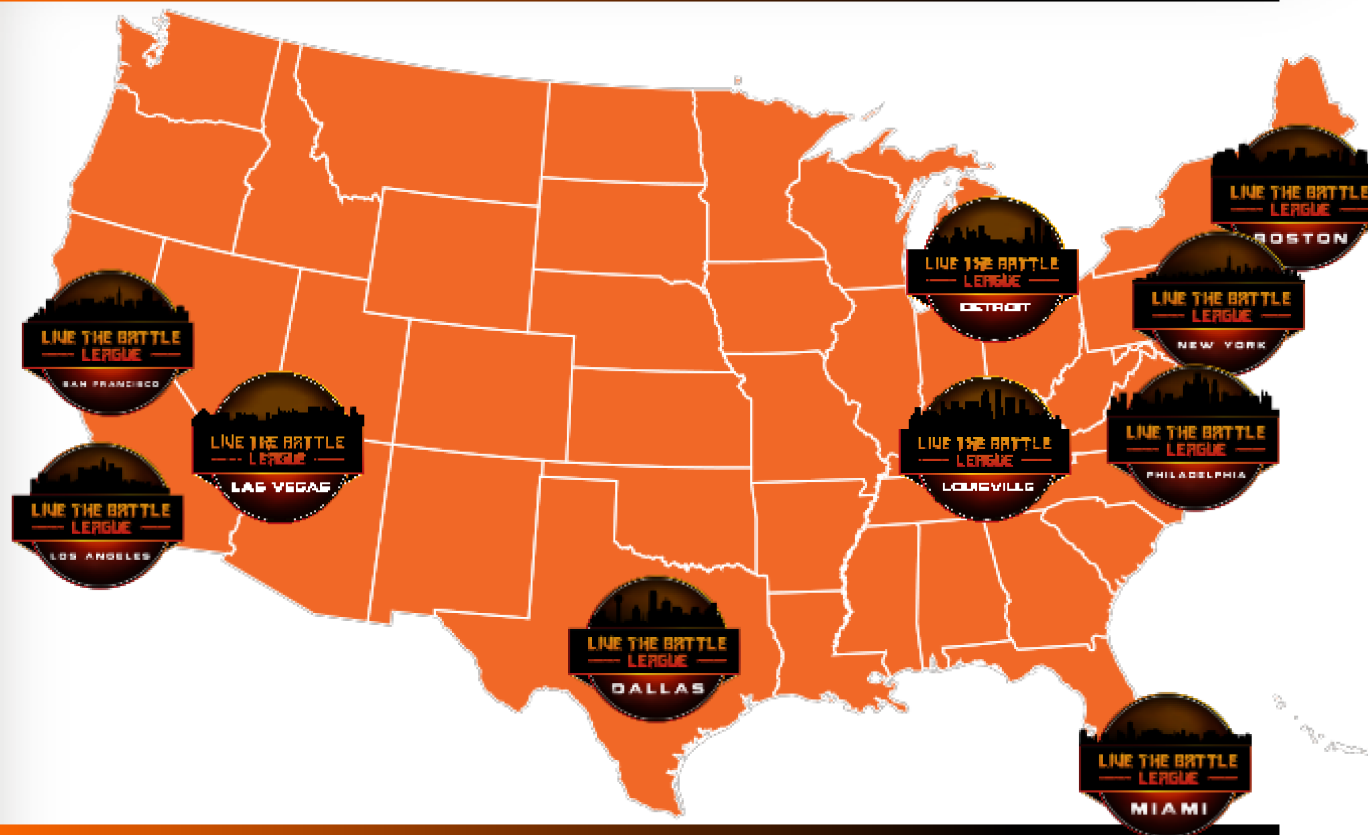 LIVE THE BATTLE
LEAGUE
BOSTON
LIVE THE BATTLE
LEAGUE
DETROIT
LIVE THE BATTLE
LEAGUE
NEW YORK
LIVE THE BATTLE
LEAGUE
SAN FRANCISCO
LIVE THE BATTLE
LEAGUE
LAS VEGAS
LIVE THE BATTLE
LEAGUE
LOUISVILLE
LIVE THE BATTLE
LEAGUE
PHILADELPHIA
LIVE THE BATTLE
LEAGUE
LOS ANGELES
LIVE THE BATTLE
LEAGUE
DALLAS
LIVE THE BATTLE
LEAGUE
MIAMI